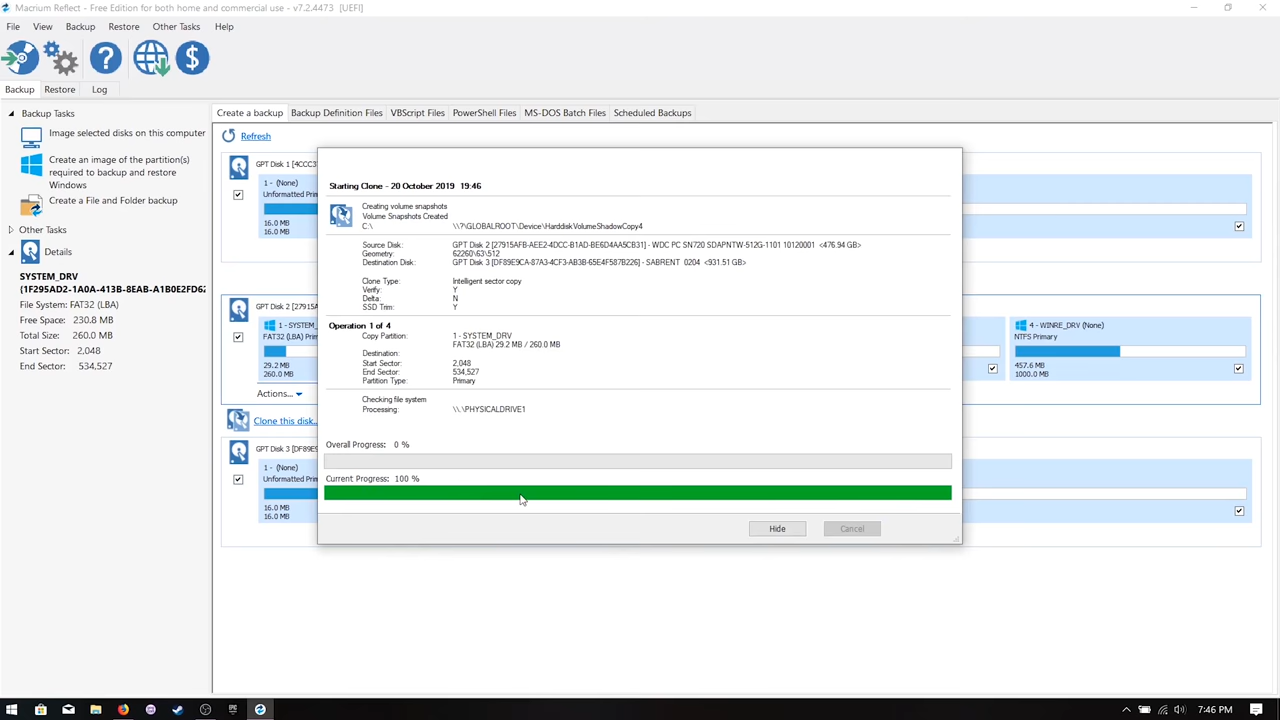 Macrium Reflect - Free Edition for both home and commercial use - v7.2.4473 [UEFI]
File View Backup Restore Other Tasks Help
Backup Restore Log
Backup Tasks
Image selected disks on this computer
Create an image of the partition(s)
required to backup and restore
Windows
Create a File and Folder backup
Other Tasks
Details
SYSTEM_DRV
(1F295AD2-1A0A-413B-8EAB-A1B0E2FD62
File System: FAT32 (LBA)
Free Space: 230.8 MB
Total Size: 260.0 MB
Start Sector: 2,048
End Sector: 534,527
Create a backup Backup Definition Files VBScript Files PowerShell Files MS-DOS Batch Files Scheduled Backups
Refresh
GPT Disk 1 [4CCC3
1 - (None)
Unformatted Prim
16.0 MB
16.0 MB
GPT Disk 2 [27915A
1 - SYSTEM_
FAT32 (LBA) Prim
29.2 MB
260.0 MB
4 - WINRE_DRV (None)
NTFS Primary
457.6 MB
1000.0 MB
Actions...
Clone this disk..
GPT Disk 3 [DF89E9
1 - (None)
Unformatted Prim
16.0 MB
16.0 MB
Starting Clone - 20 October 2019 19:46
Creating volume snapshots
Volume Snapshots Created
C:\ \\?\GLOBALROOT\Device\HarddiskVolumeShadowCopy4
Source Disk: GPT Disk 2 [27915AFB-AEE2-4DCC-B1AD-BE6D4AA5CB31] - WDC PC SN720 SDAPNTW-512G-1101 10120001 <476.94 GB>
Geometry: 62260\63\512
Destination Disk: GPT Disk 3 [DF89E9CA-87A3-4CF3-AB3B-65E4F587B226] - SABRENT 0204 <931.51 GB>
Clone Type: Intelligent sector copy
Verify: Y
Delta: N
SSD Trim: Y
Operation 1 of 4
Copy Partition: 1 - SYSTEM_DRV
FAT32 (LBA) 29.2 MB / 260.0 MB
Destination:
Start Sector: 2,048
End Sector: 534,527
Partition Type: Primary
Checking file system
Processing: \\.\PHYSICALDRIVE1
Overall Progress: 0 %
Current Progress: 100 %
Hide Cancel
7:46 PM